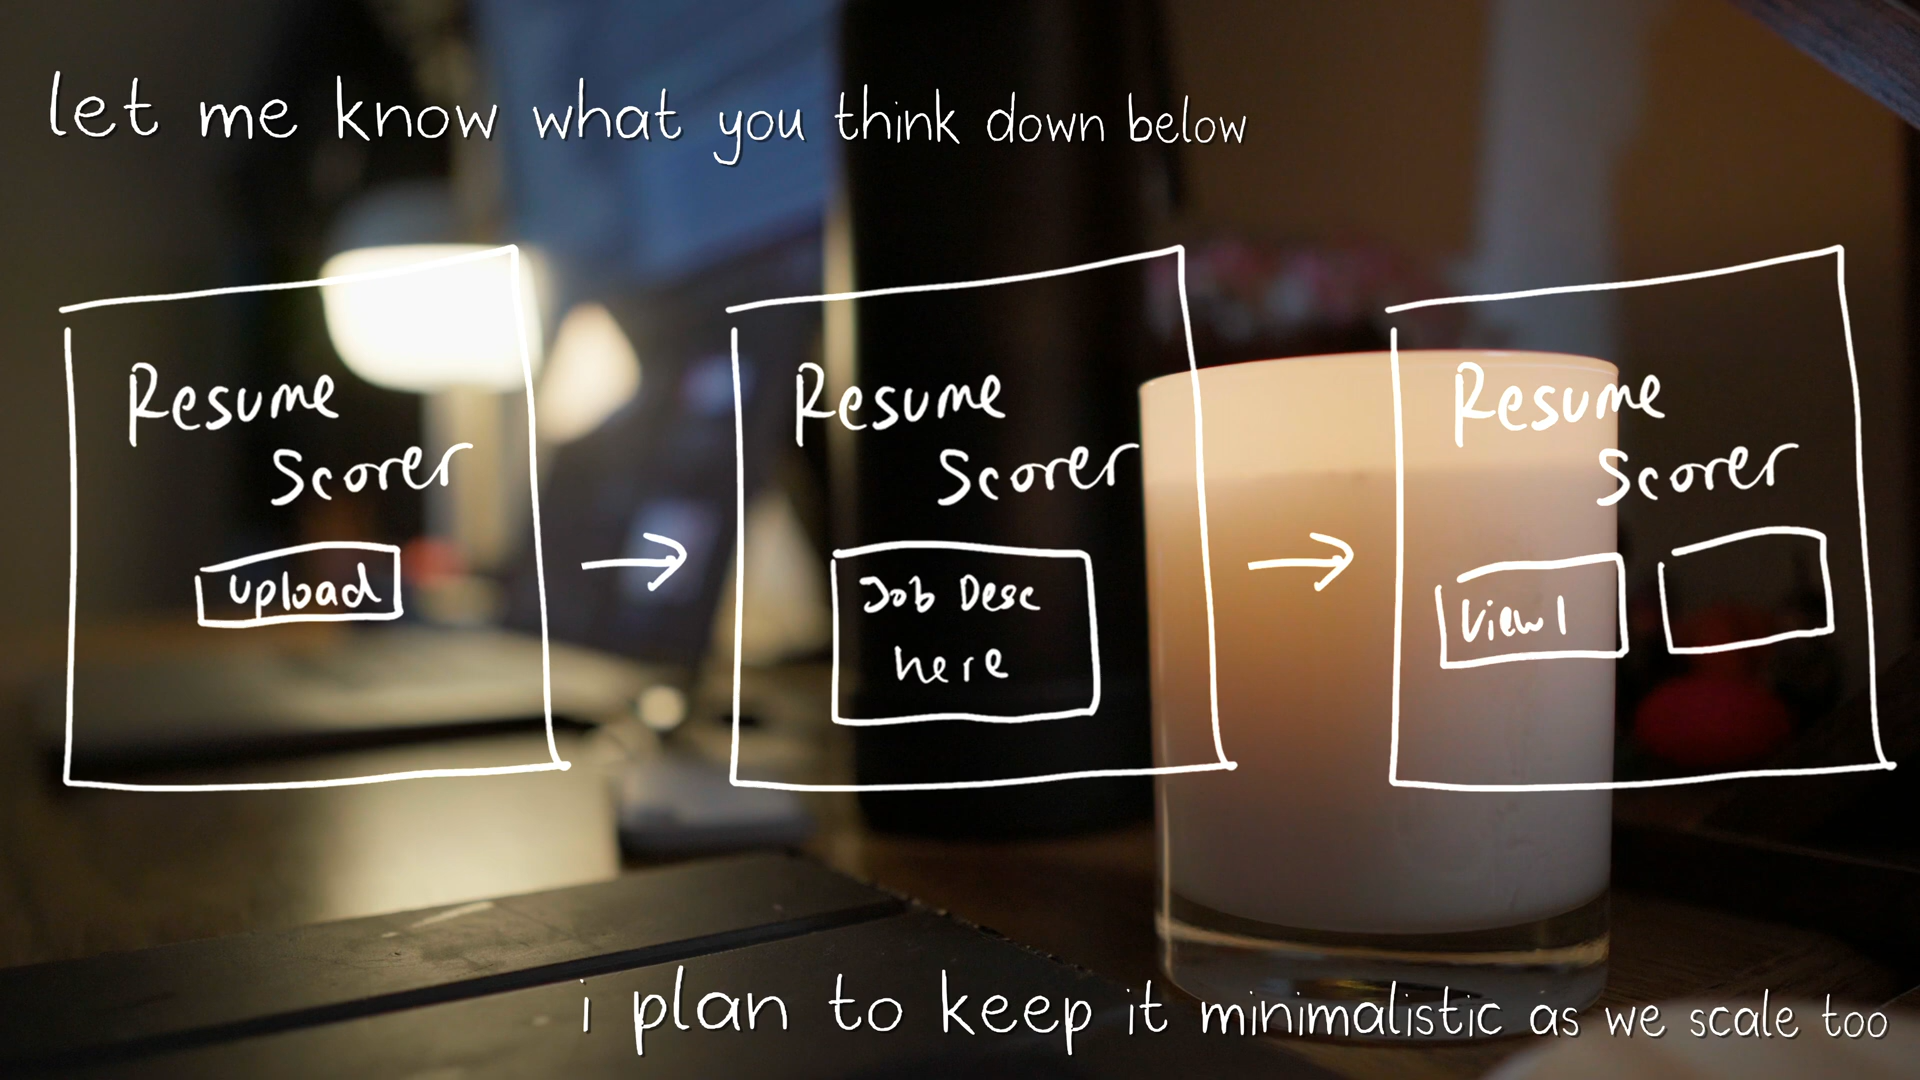 let me know what you think down below
Resume
Scorer
upload
Resume
Scorer
Job Desc
here
Resume
Scorer
View 1
i plan to keep it minimalistic as we scale too